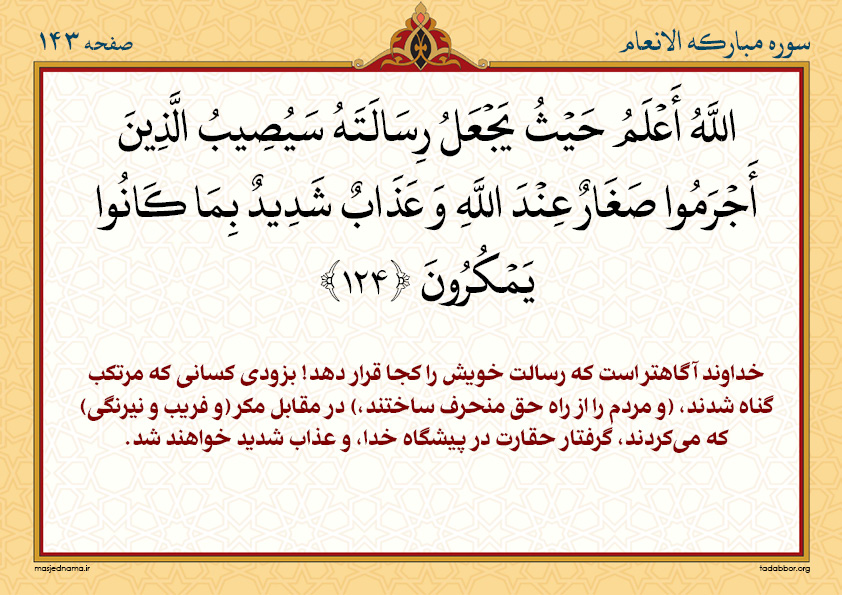 سوره مبارکه الانعام
صفحه ۱۴۳
اللَّهُ أَعْلَمُ حَيْثُ يَجْعَلُ رِسَالَتَهُ سَيُصِيبُ الَّذِينَ
أَجْرَمُوا صَغَارٌ عِنْدَ اللَّهِ وَعَذَابٌ شَدِيدٌ بِمَا كَانُوا
يَمْكُرُونَ ﴿۱۲۴﴾
خداوند آگاهتر است که رسالت خویش را کجا قرار دهد! بزودی کسانی که مرتکب
گناه شدند، (و مردم را از راه حق منحرف ساختند،) در مقابل مکر (و فریب و نیرنگی)
که می‌کردند، گرفتار حقارت در پیشگاه خدا، و عذاب شدید خواهند شد.
masjednama.ir
tadabbor.org